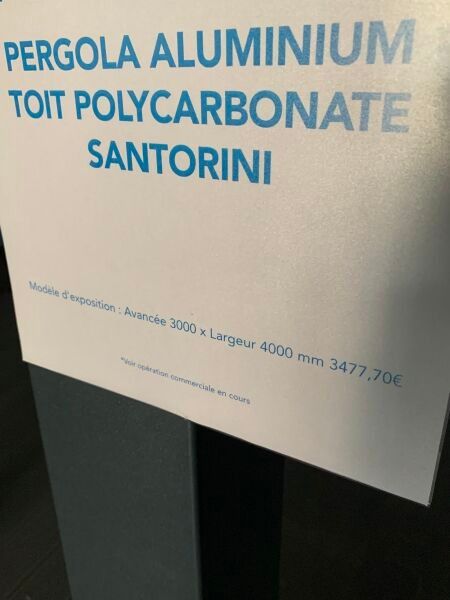 PERGOLA ALUMINIUM
TOIT POLYCARBONATE
SANTORINI
Modèle d'exposition : Avancée 3000 x Largeur 4000 mm 3477,70€
*Voir opération commerciale en cours